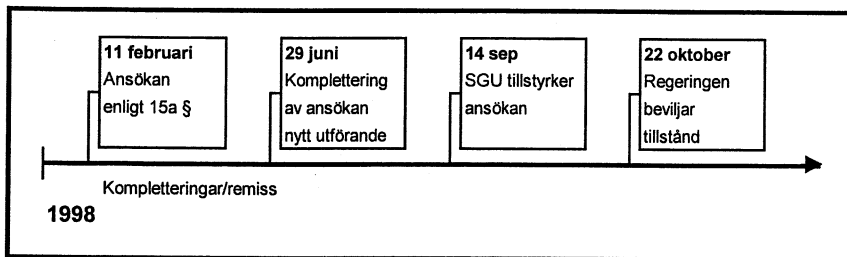 11 februari
Ansökan
enligt 15a §
29 juni
Komplettering
av ansökan
nytt utförande
14 sep
SGU tillstyrker
ansökan
22 oktober
Regeringen
beviljar
tillstånd
Kompletteringar/remiss
1998